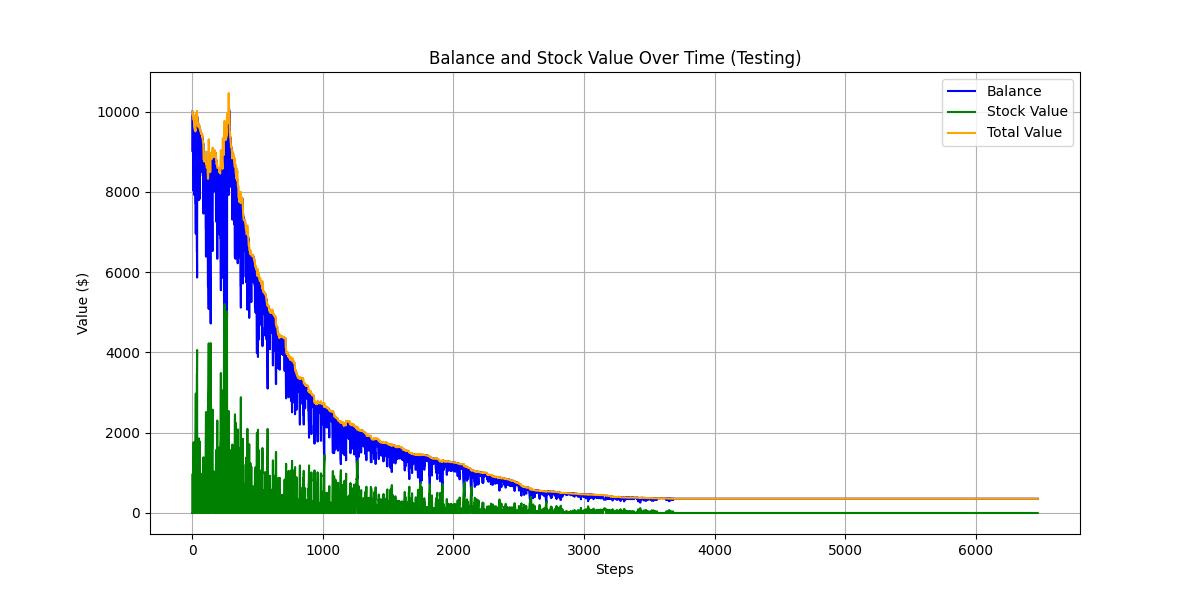 Balance and Stock Value Over Time (Testing)
Balance
Stock Value
Total Value
10000
8000
6000
4000
2000
0
Value ($)
0 1000 2000 3000 4000 5000 6000
Steps